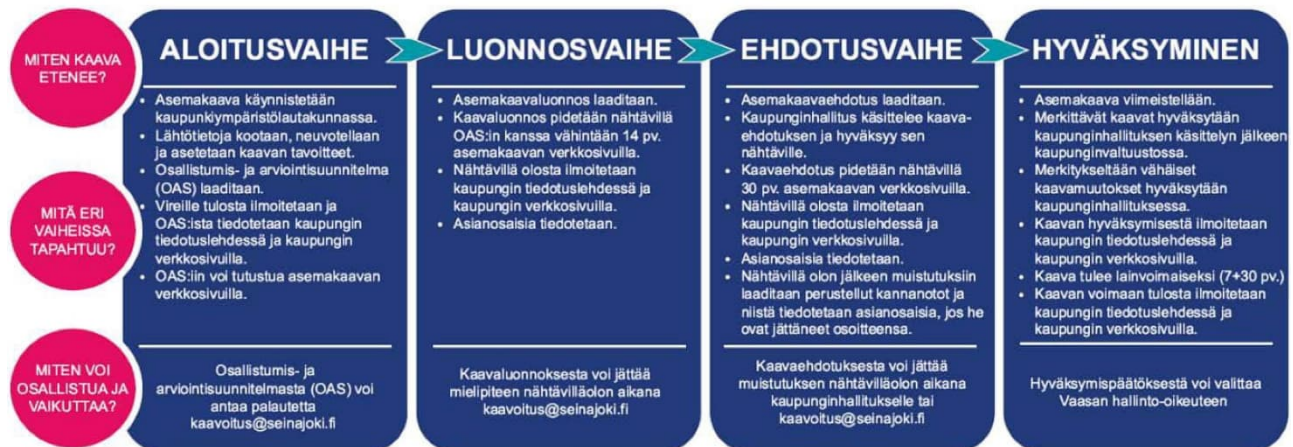 MITEN KAAVA
ETENEE?
MITÄ ERI
VAIHEISSA
TAPAHTUU?
MITEN VOI
OSALLISTUA JA
VAIKUTTAA?
ALOITUSVAIHE
• Asemakaava käynnistetään
kaupunkiympäristölautakunnassa.
• Lähtötietoja kootaan, neuvotellaan
ja asetetaan kaavan tavoitteet.
• Osallistumis- ja arviointisuunnitelma
(OAS) laaditaan.
• Vireille tulosta ilmoitetaan ja
OAS:ista tiedotetaan kaupungin
tiedotuslehdessä ja kaupungin
verkkosivuilla.
• OAS:iin voi tutustua asemakaavan
verkkosivuilla.
Osallistumis- ja
arviointisuunnitelmasta (OAS) voi
antaa palautetta
kaavoitus@seinajoki.fi
LUONNOSVAIHE
• Asemakaavaluonnos laaditaan.
• Kaavaluonnos pidetään nähtävillä
OAS:in kanssa vähintään 14 pv.
asemakaavan verkkosivuilla.
• Nähtävillä olosta ilmoitetaan
kaupungin tiedotuslehdessä ja
kaupungin verkkosivuilla.
• Asianosaisia tiedotetaan.
Kaavaluonnoksesta voi jättää
mielipiteen nähtävilläolon aikana
kaavoitus@seinajoki.fi
EHDOTUSVAIHE
• Asemakaavaehdotus laaditaan.
• Kaupunginhallitus käsittelee kaava-
ehdotuksen ja hyväksyy sen
nähtäville.
• Kaavaehdotus pidetään nähtävillä
30 pv. asemakaavan verkkosivuilla.
• Nähtävillä olosta ilmoitetaan
kaupungin tiedotuslehdessä ja
kaupungin verkkosivuilla.
• Asianosaisia tiedotetaan.
• Nähtävillä olon jälkeen muistutuksiin
laaditaan perustellut kannanotot ja
niistä tiedotetaan asianosaisia, jos he
ovat jättäneet osoitteensa.
Kaavaehdotuksesta voi jättää
muistutuksen nähtävilläolon aikana
kaupunginhallitukselle tai
kaavoitus@seinajoki.fi
HYVÄKSYMINEN
• Asemakaava viimeistellään.
• Merkittävät kaavat hyväksytään
kaupunginhallituksen käsittelyn jälkeen
kaupunginvaltuustossa.
• Merkitykseltään vähäiset
kaavamuutokset hyväksytään
kaupunginhallituksessa.
• Kaavan hyväksymisestä ilmoitetaan
kaupungin tiedotuslehdessä ja
kaupungin verkkosivuilla.
• Kaava tulee lainvoimaiseksi (7+30 pv.)
• Kaavan voimaan tulosta ilmoitetaan
kaupungin tiedotuslehdessä ja
kaupungin verkkosivuilla.
Hyväksymispäätöksestä voi valittaa
Vaasan hallinto-oikeuteen